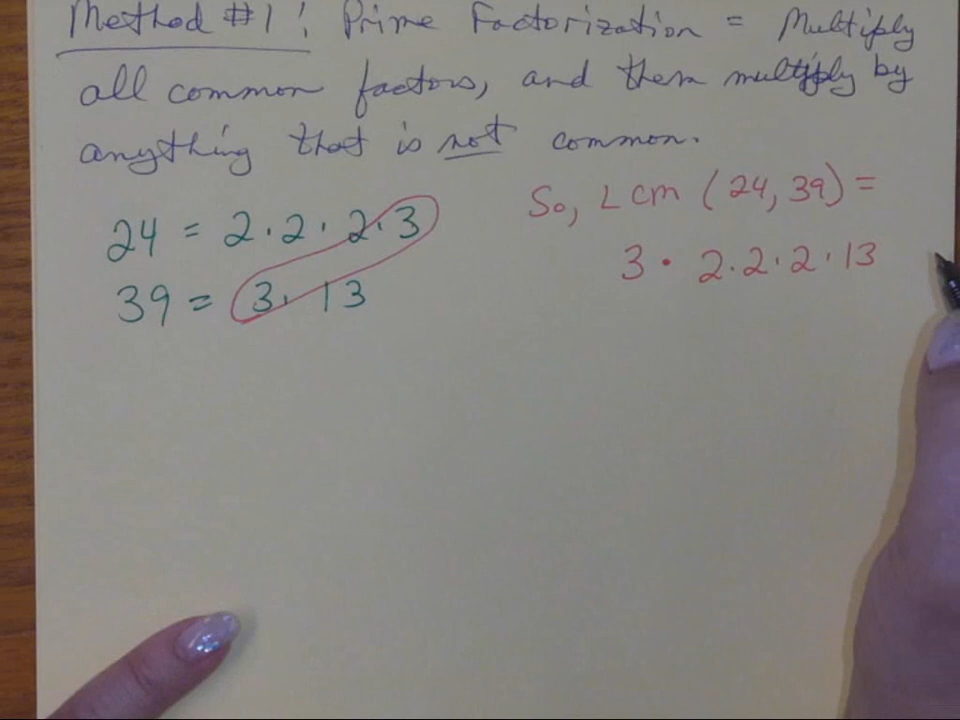 Method #1: Prime Factorization = Multiply
all common factors, and them multiply by
anything that is not common.
24 = 2·2·2·3
39 = 3·13
So, LCM (24, 39) =
3 · 2·2·2·13